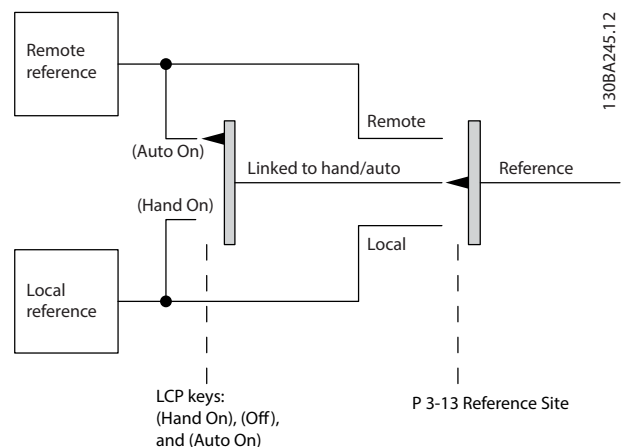 130BA245.12
Remote
reference
Remote
(Auto On)
Linked to hand/auto
Reference
(Hand On)
Local
Local
reference
LCP keys:
(Hand On), (Off),
and (Auto On)
P 3-13 Reference Site